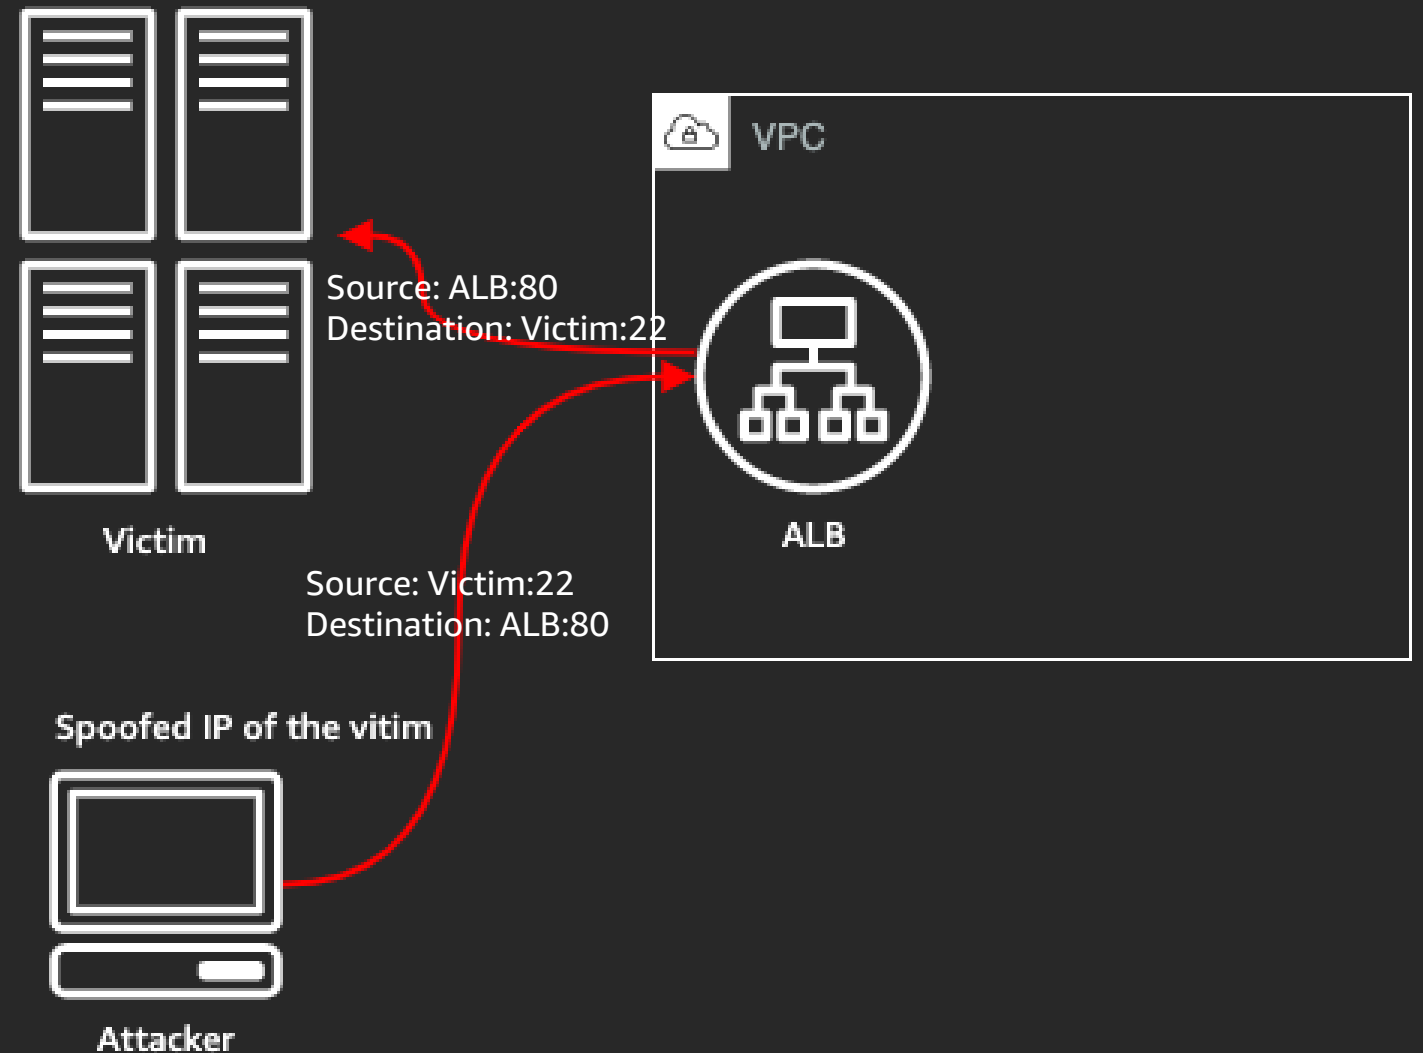 VPC
Source: ALB:80
Destination: Victim:22
Victim
ALB
Source: Victim:22
Destination: ALB:80
Spoofed IP of the vitim
Attacker